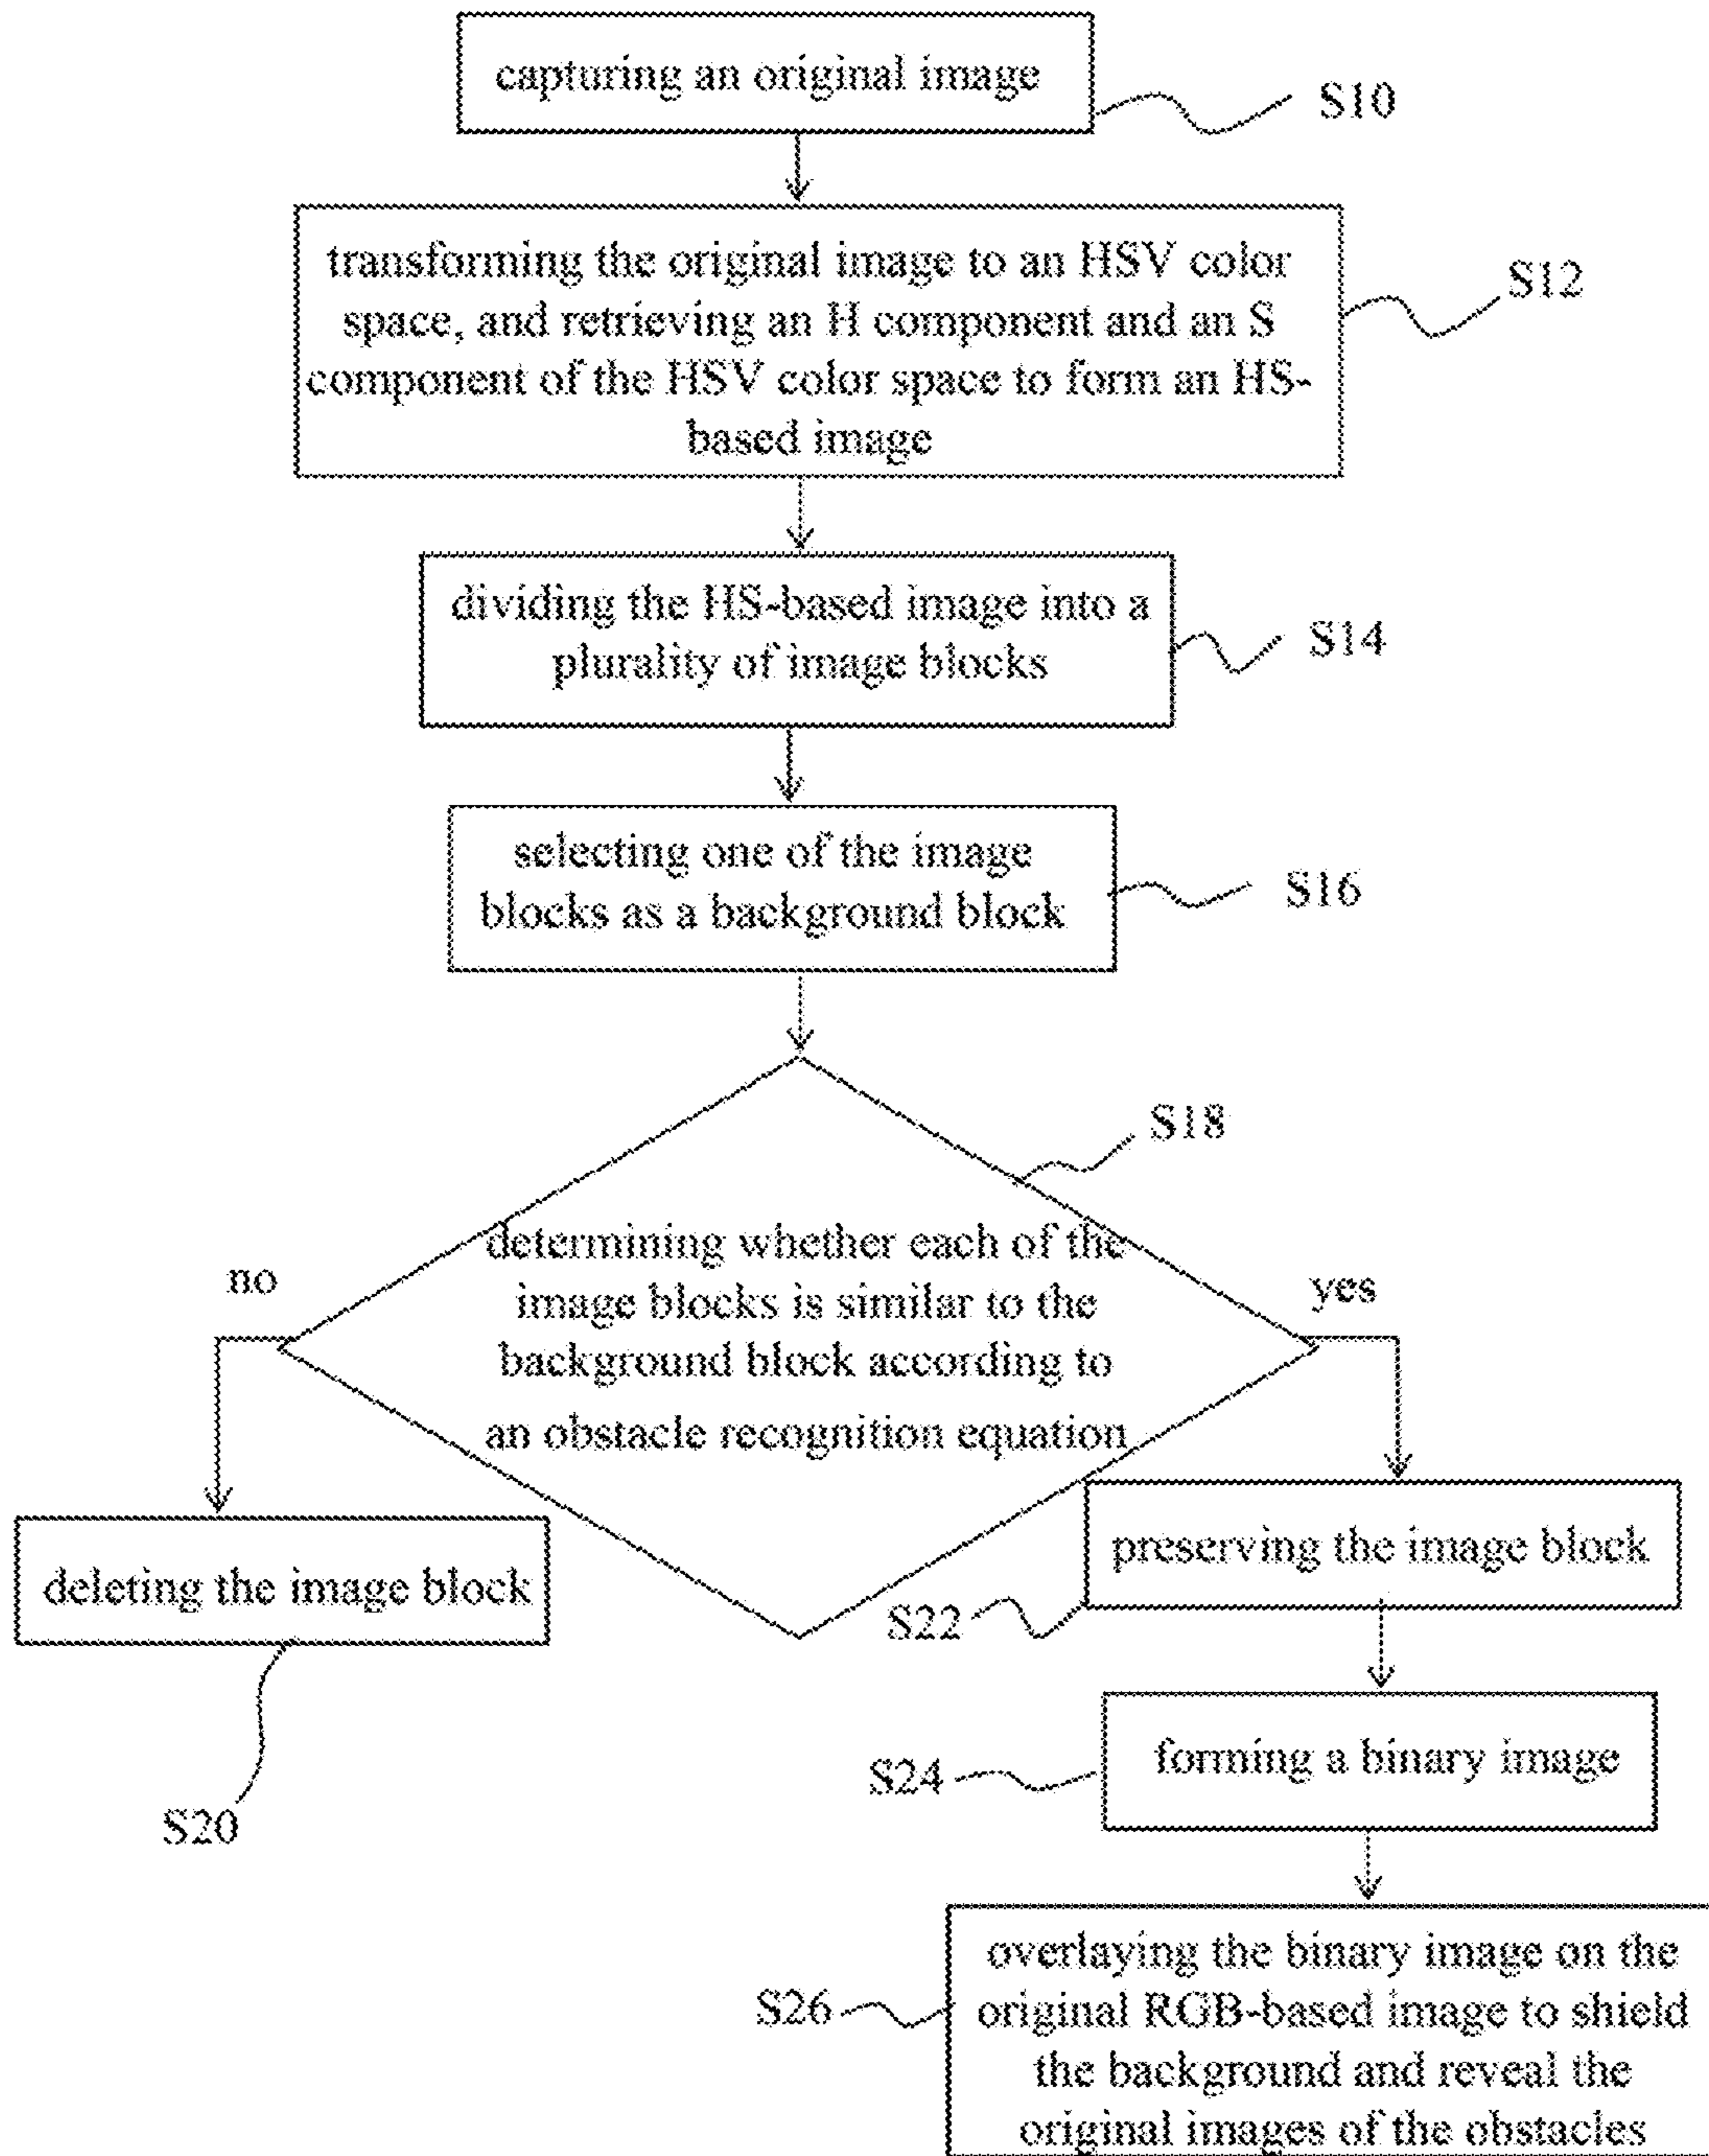 capturing an original image
S10
transforming the original image to an HSV color
space, and retrieving an H component and an S
component of the HSV color space to form an HS-
based image
S12
dividing the HS-based image into a
plurality of image blocks
S14
selecting one of the image
blocks as a background block
S16
S18
determining whether each of the
image blocks is similar to the
background block according to
an obstacle recognition equation
no
yes
deleting the image block
S20
preserving the image block
S22
forming a binary image
S24
overlaying the binary image on the
original RGB-based image to shield
the background and reveal the
original images of the obstacles
S26